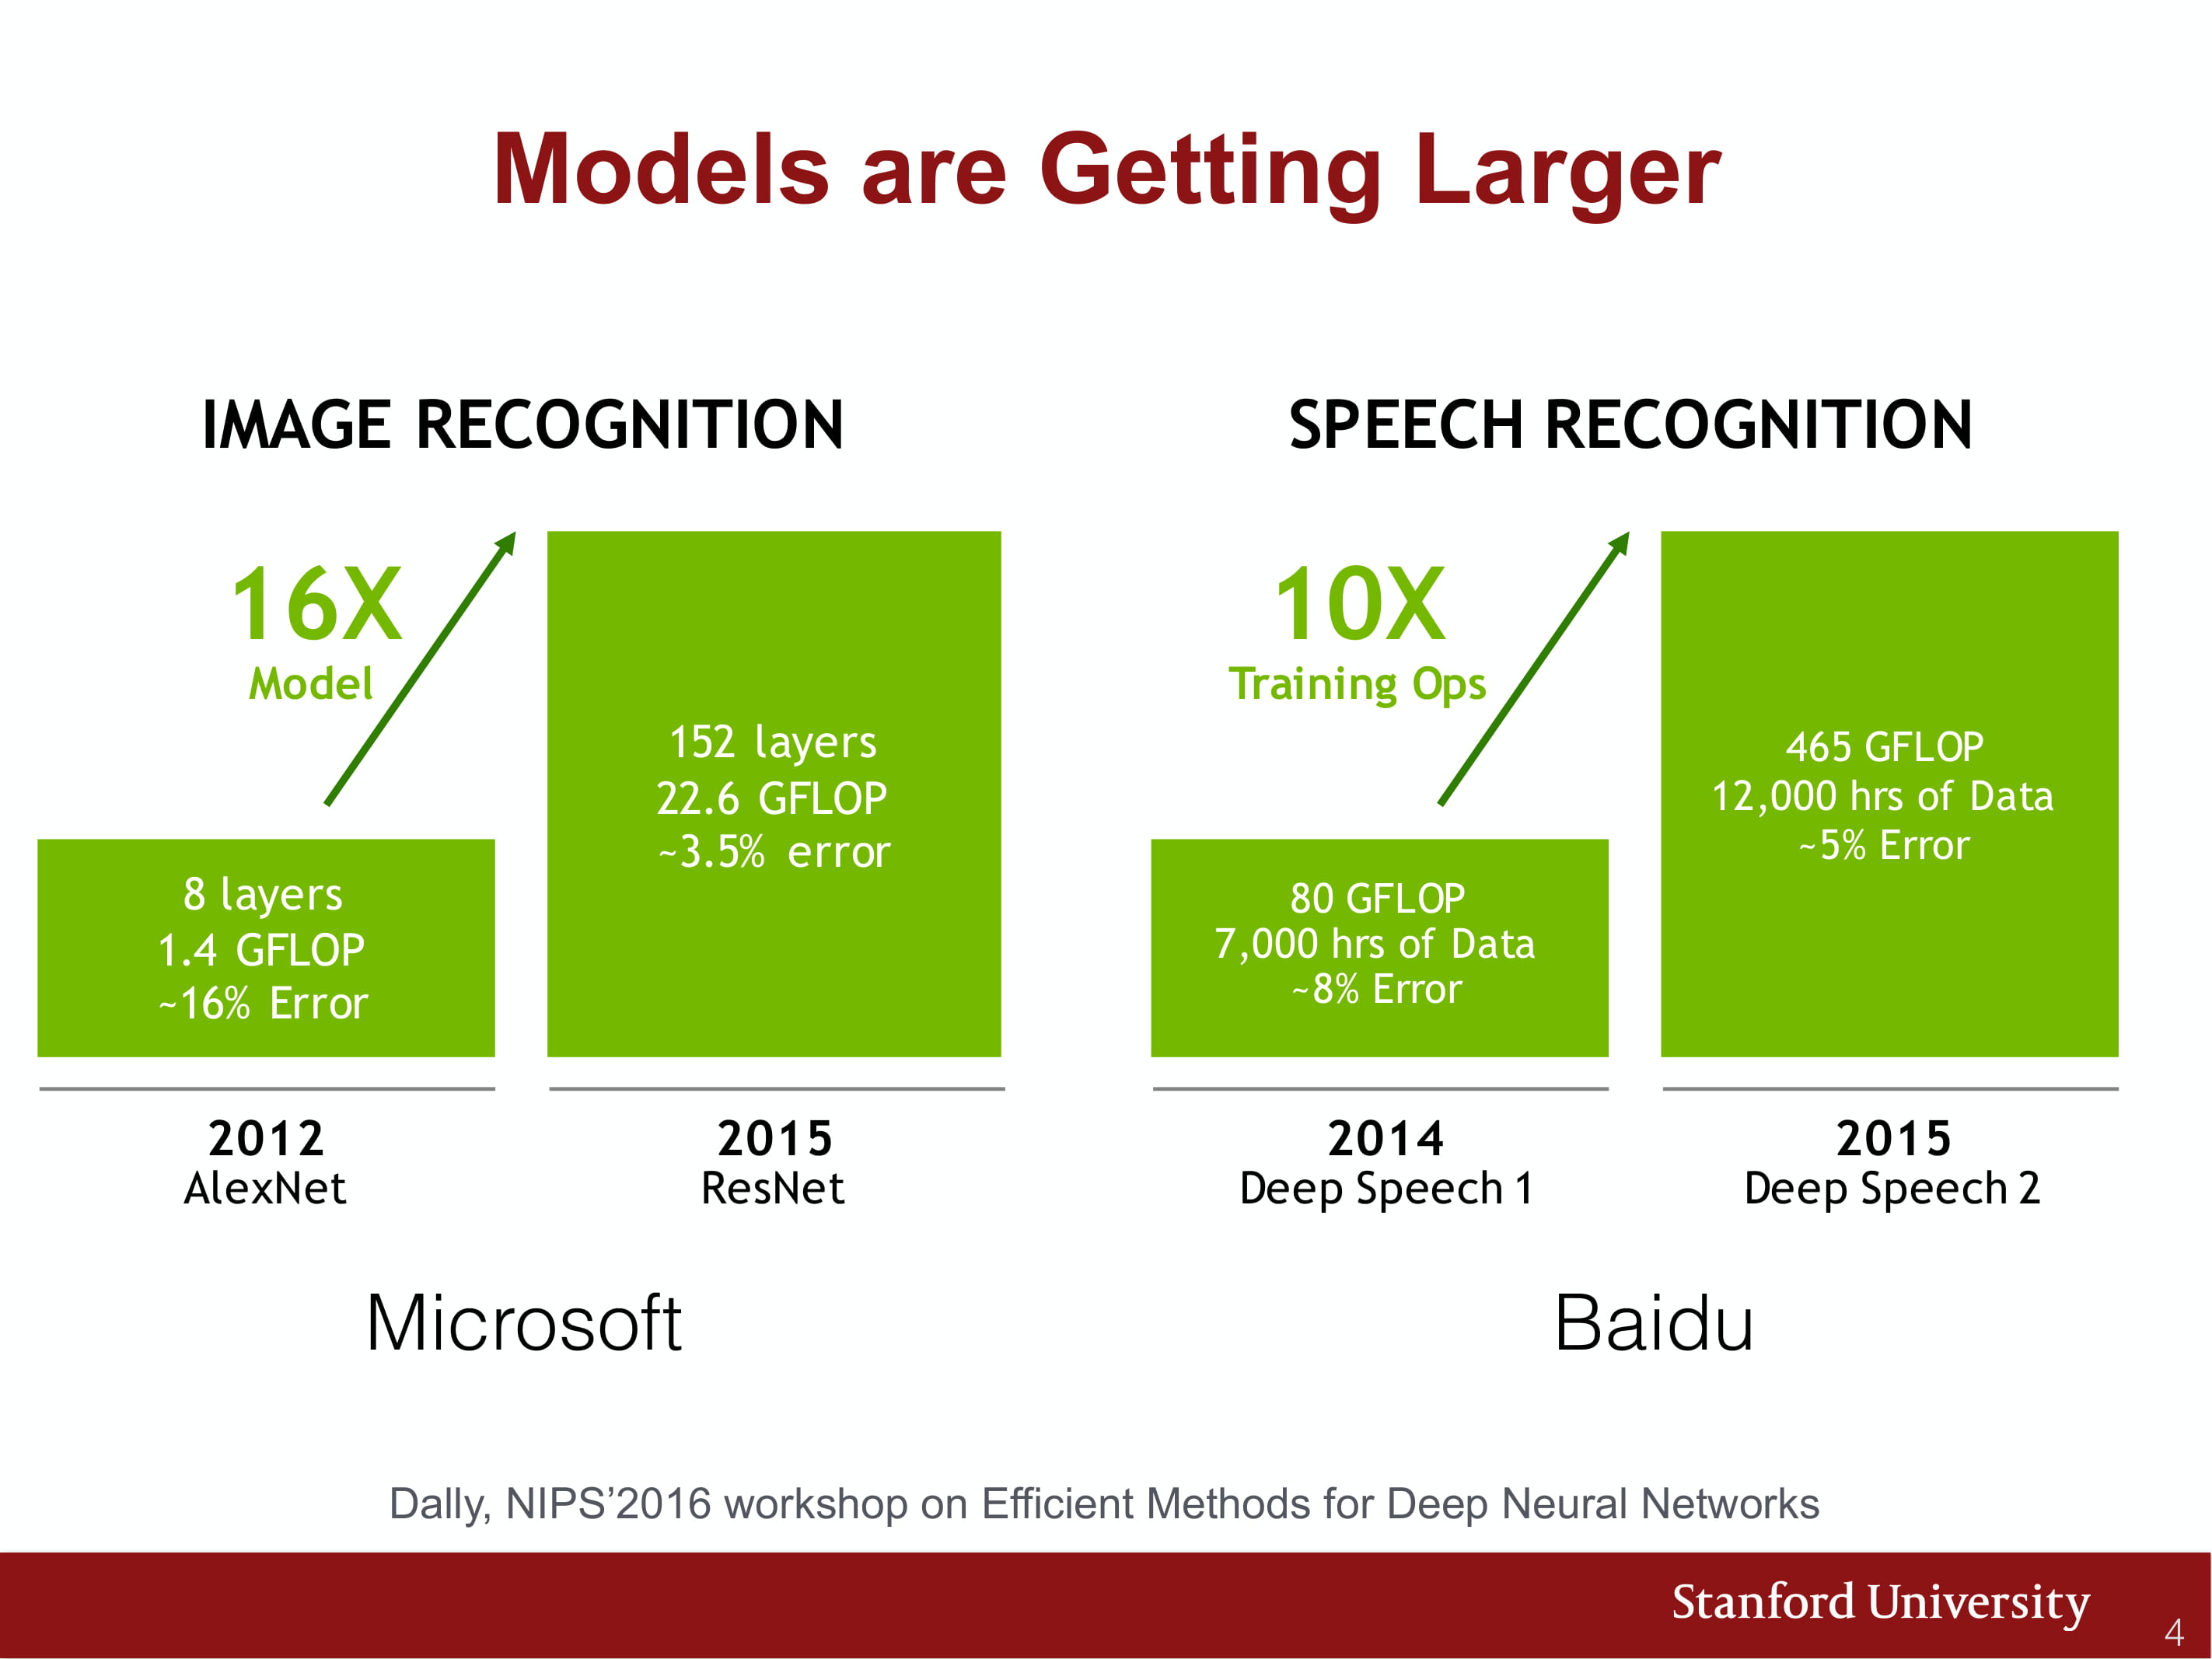 Models are Getting Larger
IMAGE RECOGNITION
16X
Model
8 layers
1.4 GFLOP
~16% Error
152 layers
22.6 GFLOP
~3.5% error
2012
AlexNet
2015
ResNet
Microsoft
SPEECH RECOGNITION
10X
Training Ops
80 GFLOP
7,000 hrs of Data
~8% Error
465 GFLOP
12,000 hrs of Data
~5% Error
2014
Deep Speech 1
2015
Deep Speech 2
Baidu
Dally, NIPS’2016 workshop on Efficient Methods for Deep Neural Networks
Stanford University
4